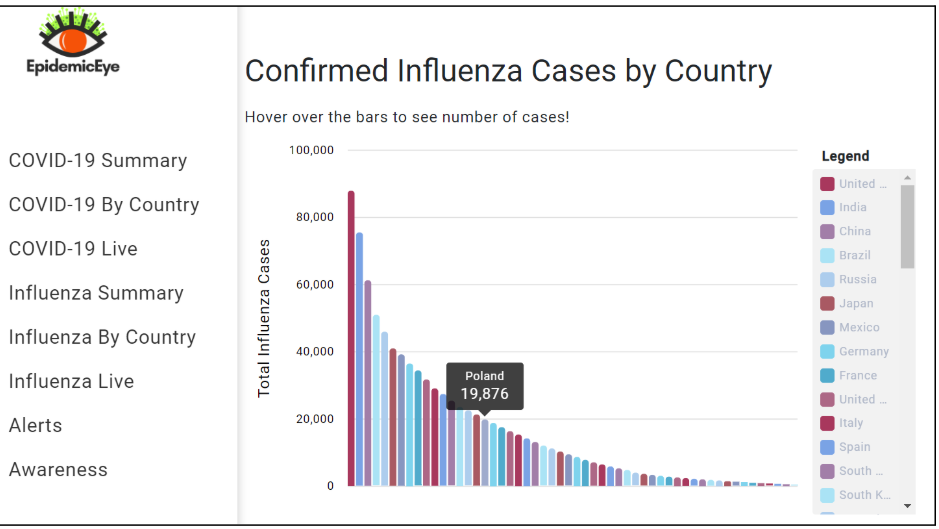 EpidemicEye
COVID-19 Summary
COVID-19 By Country
COVID-19 Live
Influenza Summary
Influenza By Country
Influenza Live
Alerts
Awareness
Confirmed Influenza Cases by Country
Hover over the bars to see number of cases!
Total Influenza Cases
100,000
80,000
60,000
40,000
20,000
0
Poland
19,876
Legend
United ...
India
China
Brazil
Russia
Japan
Mexico
Germany
France
United ...
Italy
Spain
South ...
South K...